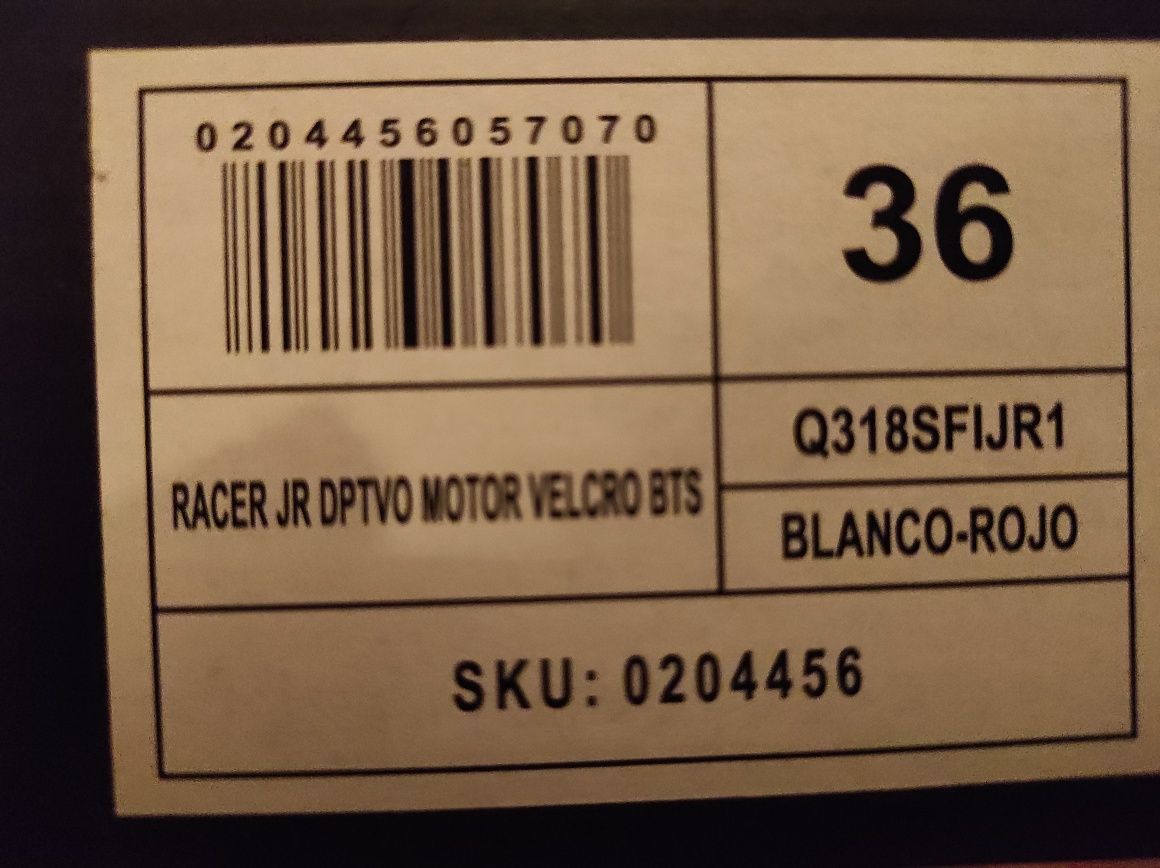 0204456057070
36
Q318SFIJR1
RACER JR DPTVO MOTOR VELCRO BTS
BLANCO-ROJO
SKU: 0204456